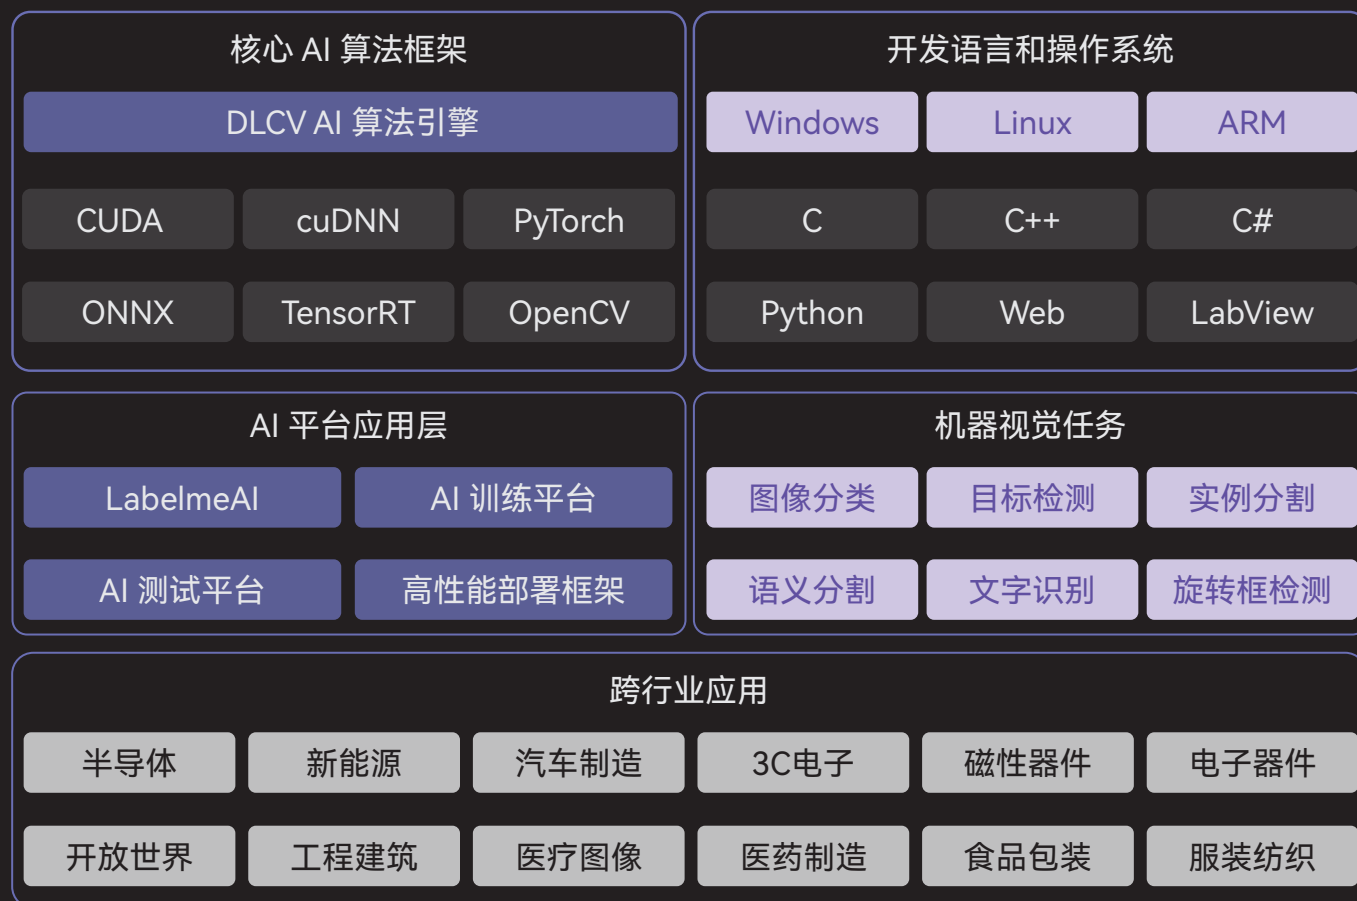 核心 AI 算法框架
DLCV AI 算法引擎
CUDA cuDNN PyTorch
ONNX TensorRT OpenCV
开发语言和操作系统
Windows Linux ARM
C C++ C#
Python Web LabView
AI 平台应用层
LabelmeAI AI 训练平台
AI 测试平台 高性能部署框架
机器视觉任务
图像分类 目标检测 实例分割
语义分割 文字识别 旋转框检测
跨行业应用
半导体 新能源 汽车制造 3C电子 磁性器件 电子器件
开放世界 工程建筑 医疗图像 医药制造 食品包装 服装纺织